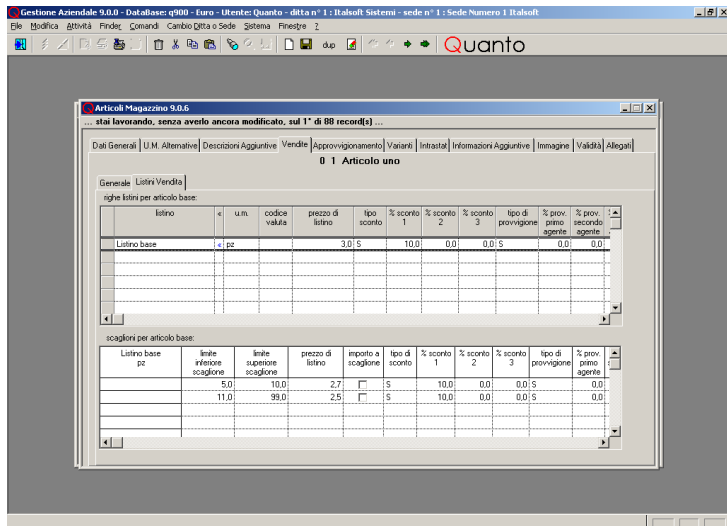 Gestione Aziendale 9.0.0 - DataBase: q900 - Euro - Utente: Quanto - ditta n° 1 : Italsoft Sistemi - sede n° 1 : Sede Numero 1 Italsoft
File Modifica Attività Finder Comandi Cambio Ditta o Sede Sistema Finestre ?
dup Quanto
Articoli Magazzino 9.0.6
... stai lavorando, senza averlo ancora modificato, sul 1° di 88 record(s) ...
Dati Generali U.M. Alternative Descrizioni Aggiuntive Vendite Approvvigionamento Varianti Intrastat Informazioni Aggiuntive Immagine Validità Allegati
0 1 Articolo uno
Generale Listini Vendita
righe listini per articolo base:
listino « u.m. codice valuta prezzo di listino tipo sconto % sconto 1 % sconto 2 % sconto 3 tipo di provvigione % prov. primo agente % prov. secondo agente
Listino base « pz 3,0 S 10,0 0,0 0,0 S 0,0 0,0
scaglioni per articolo base:
Listino base pz limite inferiore scaglione limite superiore scaglione prezzo di listino importo a scaglione tipo di sconto % sconto 1 % sconto 2 % sconto 3 tipo di provvigione % prov. primo agente
5,0 10,0 2,7 S 10,0 0,0 0,0 S 0,0
11,0 99,0 2,5 S 10,0 0,0 0,0 S 0,0